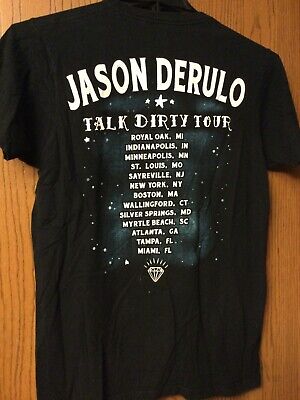 JASON DERULO
TALK DIRTY TOUR
ROYAL OAK, MI
INDIANAPOLIS, IN
MINNEAPOLIS, MN
ST. LOUIS, MO
SAYREVILLE, NJ
NEW YORK, NY
BOSTON, MA
WALLINGFORD, CT
SILVER SPRINGS, MD
MYRTLE BEACH, SC
ATLANTA, GA
TAMPA, FL
MIAMI, FL